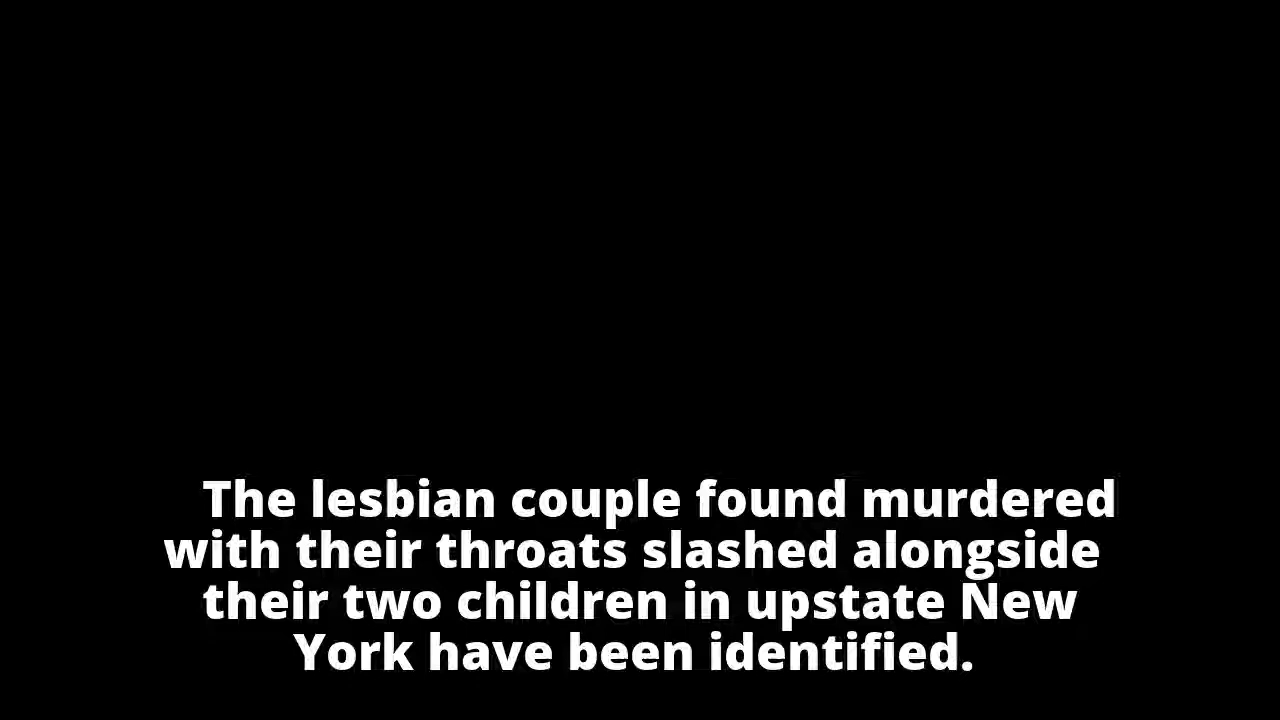 The lesbian couple found murdered
with their throats slashed alongside
their two children in upstate New
York have been identified.